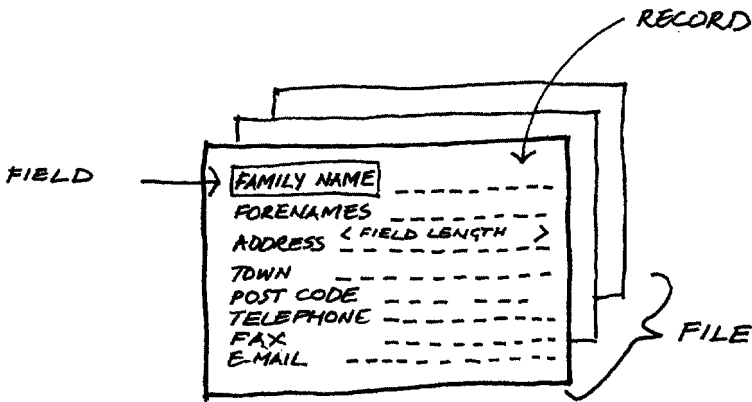 RECORD
FIELD
FAMILY NAME
FORENAMES
ADDRESS < FIELD LENGTH >
TOWN
POST CODE
TELEPHONE
FAX
E-MAIL
FILE